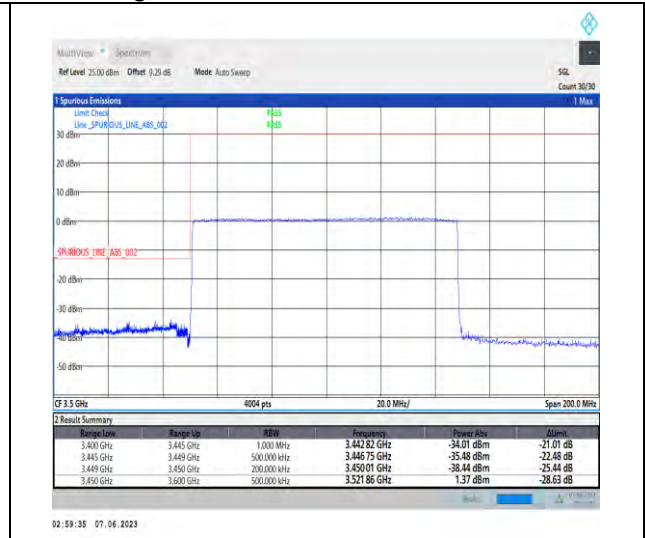 MultiView Spectrum
Ref Level 25.00 dBm Offset 9.29 dB Mode Auto Sweep SGL
Count 30/30
1 Spurious Emissions 1 Max
Limit Check PASS
Line _SPURIOUS_LINE_ABS_002 PASS
30 dBm
20 dBm
10 dBm
0 dBm
_SPURIOUS_LINE_ABS_002
-20 dBm
-30 dBm
-40 dBm
-50 dBm
CF 3.5 GHz 4004 pts 20.0 MHz/ Span 200.0 MHz
2 Result Summary
Range Low Range Up RBW Frequency Power Abs ΔLimit
3.400 GHz 3.445 GHz 1.000 MHz 3.442 82 GHz -34.01 dBm -21.01 dB
3.445 GHz 3.449 GHz 500.000 kHz 3.446 75 GHz -35.48 dBm -22.48 dB
3.449 GHz 3.450 GHz 200.000 kHz 3.450 01 GHz -38.44 dBm -25.44 dB
3.450 GHz 3.600 GHz 500.000 kHz 3.521 86 GHz 1.37 dBm -28.63 dB
02:59:35 07.06.2023